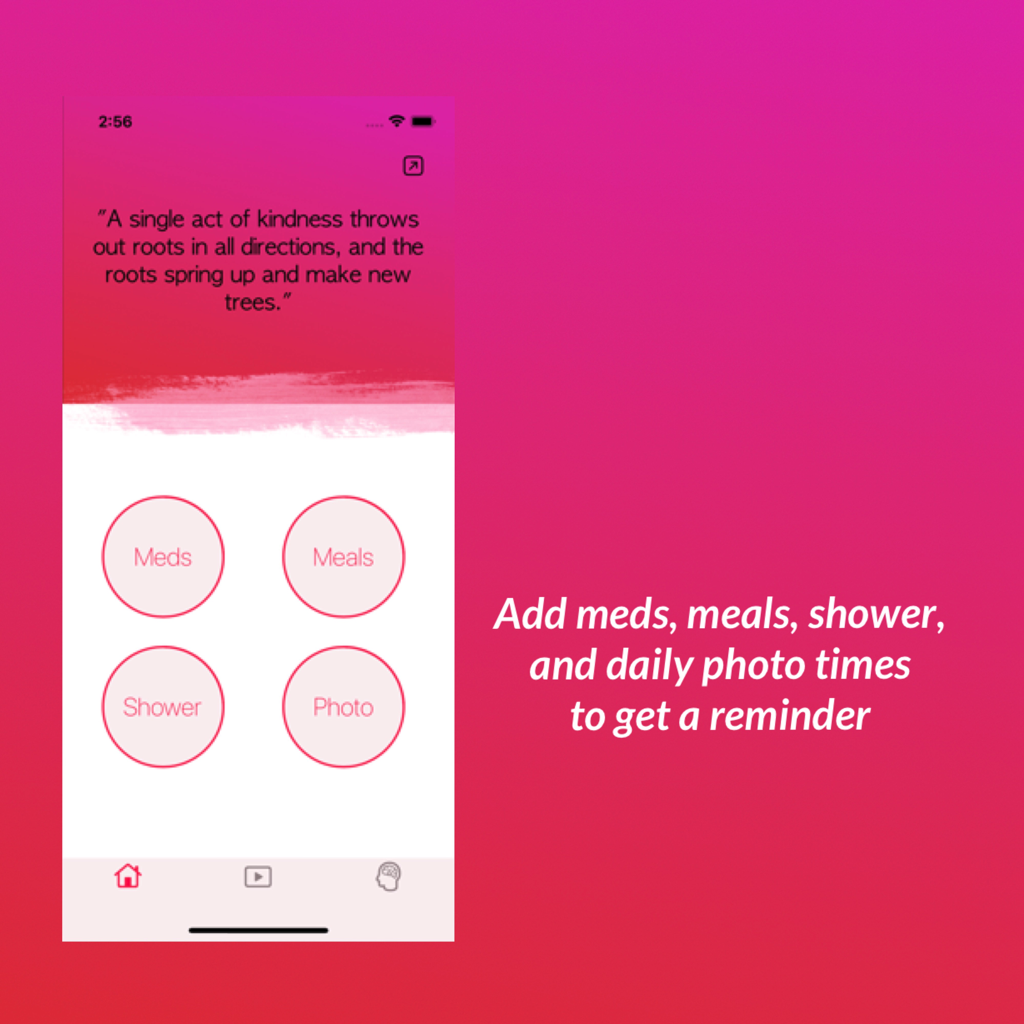 2:56
"A single act of kindness throws
out roots in all directions, and the
roots spring up and make new
trees."
Meds
Meals
Shower
Photo
Add meds, meals, shower,
and daily photo times
to get a reminder